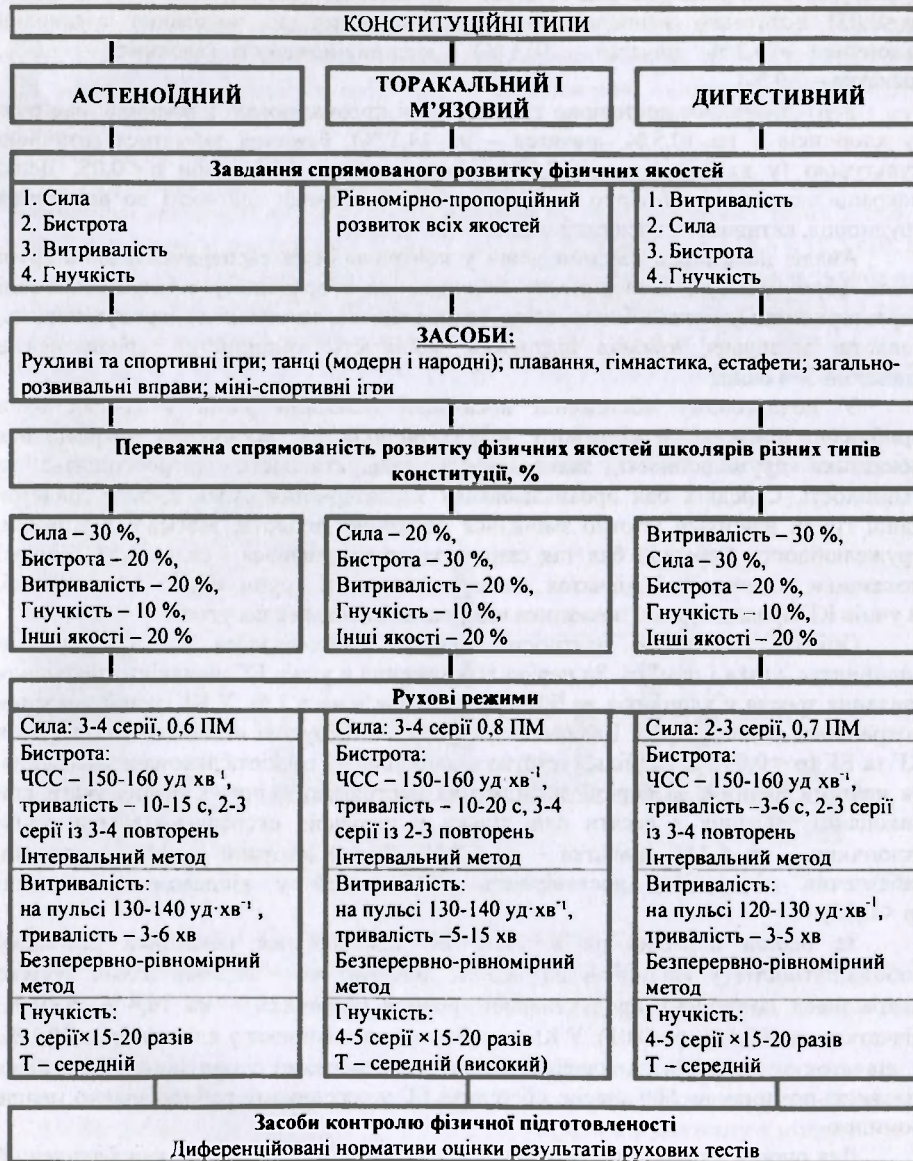 КОНСТИТУЦІЙНІ ТИПИ
АСТЕНОЇДНИЙ
ТОРАКАЛЬНИЙ І
М’ЯЗОВИЙ
ДИГЕСТИВНИЙ
Завдання спрямованого розвитку фізичних якостей
1. Сила
2. Бистрота
3. Витривалість
4. Гнучкість
Рівномірно-пропорційний
розвиток всіх якостей
1. Витривалість
2. Сила
3. Бистрота
4. Гнучкість
ЗАСОБИ:
Рухливі та спортивні ігри; танці (модерн і народні); плавання, гімнастика, естафети; загально-
розвивальні вправи; міні-спортивні ігри
Переважна спрямованість розвитку фізичних якостей школярів різних типів
конституції, %
Сила – 30 %,
Бистрота – 20 %,
Витривалість – 20 %,
Гнучкість – 10 %,
Інші якості – 20 %
Сила – 20 %,
Бистрота – 30 %,
Витривалість – 20 %,
Гнучкість – 10 %,
Інші якості – 20 %
Витривалість – 30 %,
Сила – 30 %,
Бистрота – 20 %,
Гнучкість – 10 %,
Інші якості – 20 %
Рухові режими
Сила: 3-4 серії, 0,6 ПМ
Бистрота:
ЧСС – 150-160 уд·хв⁻¹
тривалість – 10-15 с, 2-3
серії із 3-4 повторень
Інтервальний метод
Витривалість:
на пульсі 130-140 уд·хв⁻¹ ,
тривалість – 3-6 хв
Безперервно-рівномірний
метод
Гнучкість:
3 серії×15-20 разів
Т – середній
Сила: 3-4 серії 0,8 ПМ
Бистрота:
ЧСС – 150-160 уд·хв⁻¹,
тривалість - 10-20 с, 3-4
серії із 2-3 повторень
Інтервальний метод
Витривалість:
на пульсі 130-140 уд·хв⁻¹,
тривалість –5-15 хв
Безперервно-рівномірний
метод
Гнучкість:
4-5 серії ×15-20 разів
Т – середній (високий)
Сила: 2-3 серії, 0,7 ПМ
Бистрота:
ЧСС – 150-160 уд·хв⁻¹,
тривалість –3-6 с, 2-3 серії
із 3-4 повторень
Інтервальний метод
Витривалість:
на пульсі 120-130 уд·хв⁻¹
тривалість – 3-5 хв
Безперервно-рівномірний
метод
Гнучкість:
4-5 серії ×15-20 разів
Т – середній
Засоби контролю фізичної підготовленості
Диференційовані нормативи оцінки результатів рухових тестів